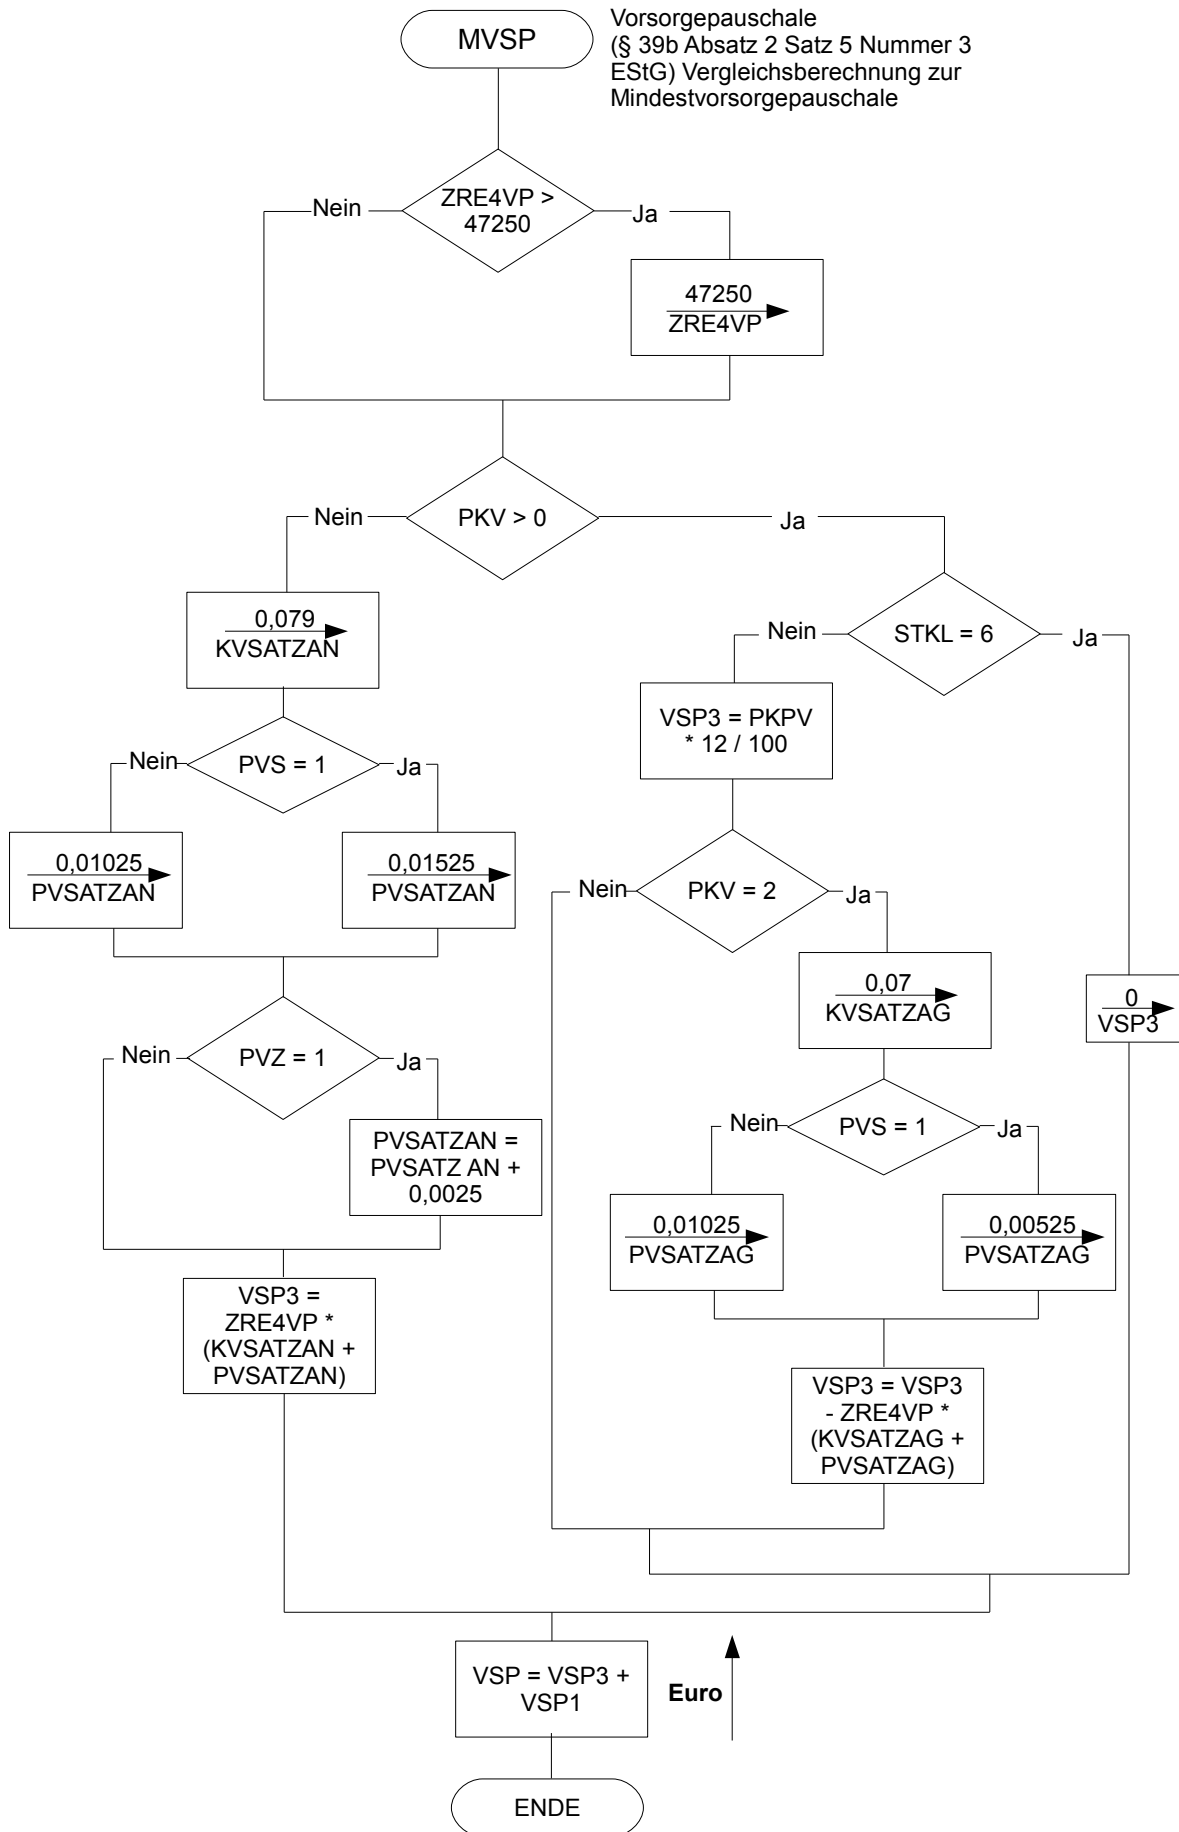 MVSP
Vorsorgepauschale
(§ 39b Absatz 2 Satz 5 Nummer 3
EStG) Vergleichsberechnung zur
Mindestvorsorgepauschale
ZRE4VP >
47250
Nein
Ja
47250
ZRE4VP
PKV > 0
Nein
Ja
0,079
KVSATZAN
STKL = 6
Nein
Ja
PVS = 1
Nein
Ja
VSP3 = PKPV
* 12 / 100
0,01025
PVSATZAN
0,01525
PVSATZAN
PKV = 2
Nein
Ja
0,07
KVSATZAG
0
VSP3
PVZ = 1
Nein
Ja
PVS = 1
Nein
Ja
PVSATZAN =
PVSATZ AN +
0,0025
0,01025
PVSATZAG
0,00525
PVSATZAG
VSP3 =
ZRE4VP *
(KVSATZAN +
PVSATZAN)
VSP3 = VSP3
- ZRE4VP *
(KVSATZAG +
PVSATZAG)
VSP = VSP3 +
VSP1
Euro
ENDE